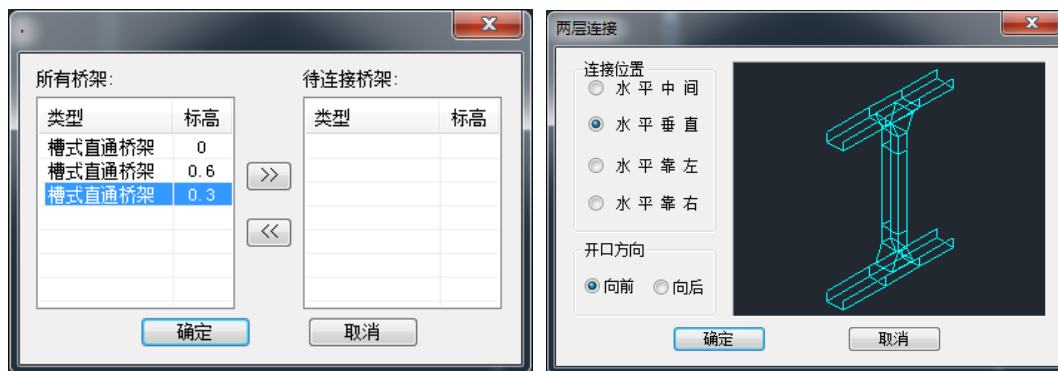 .
所有桥架:
待连接桥架:
类型 标高
类型 标高
槽式直通桥架 0
槽式直通桥架 0.6
槽式直通桥架 0.3
>>
<<
确定 取消
两层连接
连接位置
水 平 中 间
水 平 垂 直
水 平 靠 左
水 平 靠 右
开口方向
向前 向后
确定 取消